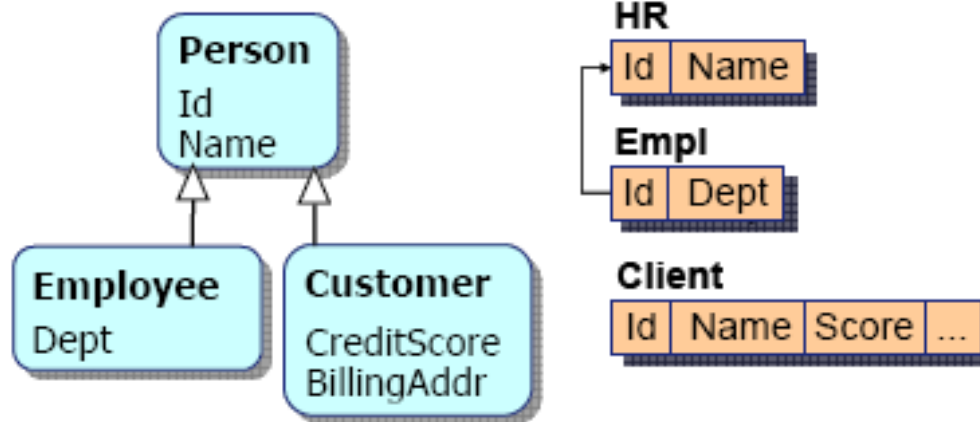 Person
Id
Name
Employee
Dept
Customer
CreditScore
BillingAddr
HR
Id Name
Empl
Id Dept
Client
Id Name Score ...